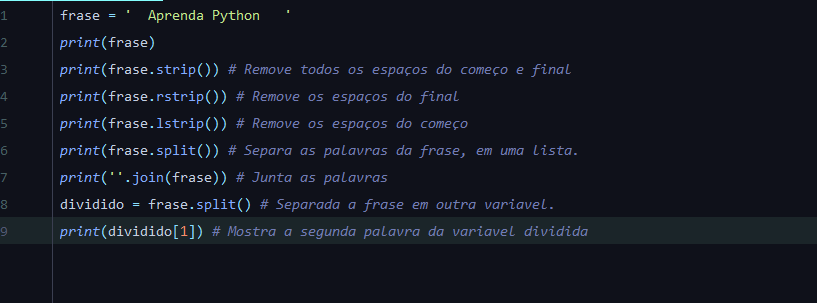 1 frase = '  Aprenda Python   '
2 print(frase)
3 print(frase.strip()) # Remove todos os espaços do começo e final
4 print(frase.rstrip()) # Remove os espaços do final
5 print(frase.lstrip()) # Remove os espaços do começo
6 print(frase.split()) # Separa as palavras da frase, em uma lista.
7 print(''.join(frase)) # Junta as palavras
8 dividido = frase.split() # Separada a frase em outra variavel.
9 print(dividido[1]) # Mostra a segunda palavra da variavel dividida